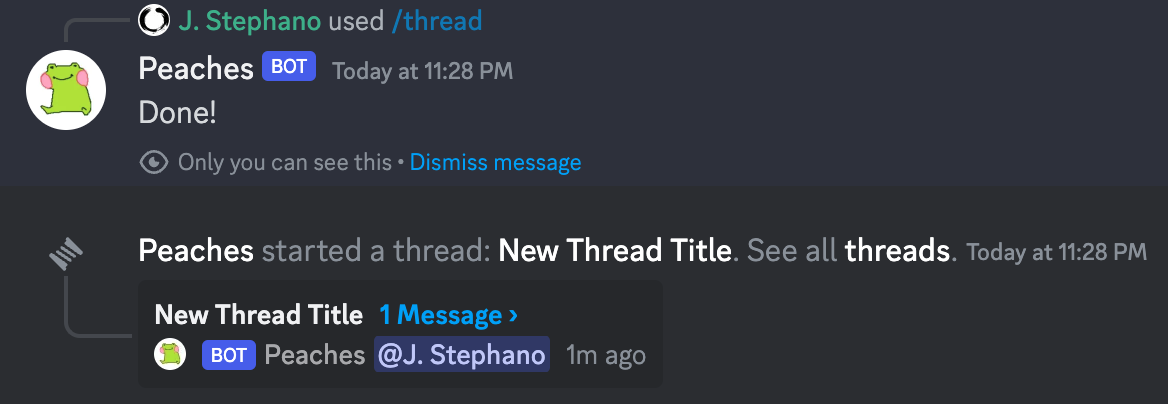 J. Stephano used /thread
Peaches BOT Today at 11:28 PM
Done!
Only you can see this • Dismiss message
Peaches started a thread: New Thread Title. See all threads. Today at 11:28 PM
New Thread Title 1 Message ›
BOT Peaches @J. Stephano 1m ago